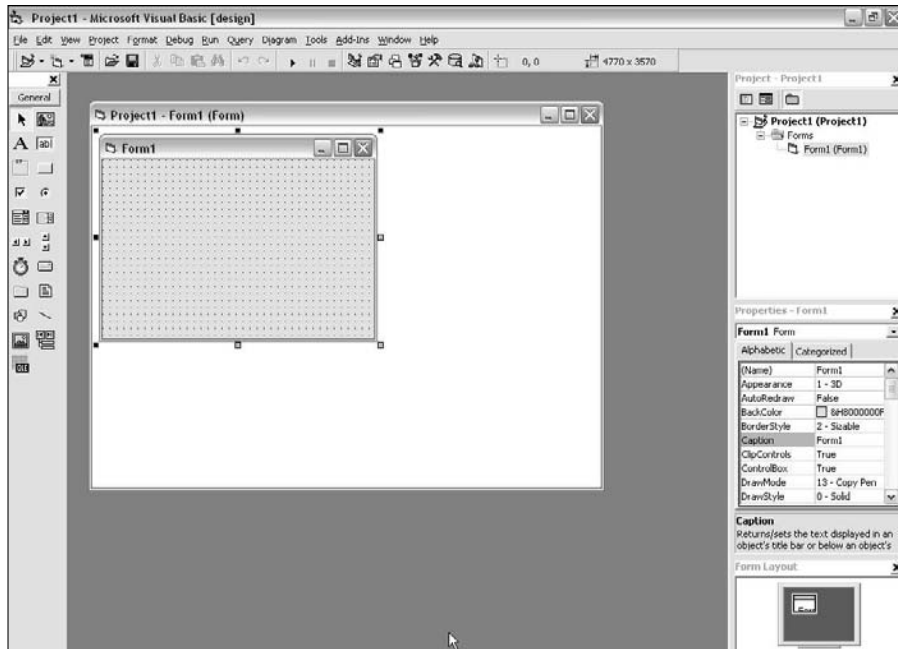 Project1 - Microsoft Visual Basic [design]
File Edit View Project Format Debug Run Query Diagram Tools Add-Ins Window Help
0, 0 4770 x 3570
General
A ab|
OLE
Project1 - Form1 (Form)
Form1
Project - Project1
Project1 (Project1)
Forms
Form1 (Form1)
Properties - Form1
Form1 Form
Alphabetic Categorized
(Name) Form1
Appearance 1 - 3D
AutoRedraw False
BackColor &H8000000F
BorderStyle 2 - Sizable
Caption Form1
ClipControls True
ControlBox True
DrawMode 13 - Copy Pen
DrawStyle 0 - Solid
Caption
Returns/sets the text displayed in an
object's title bar or below an object's
Form Layout